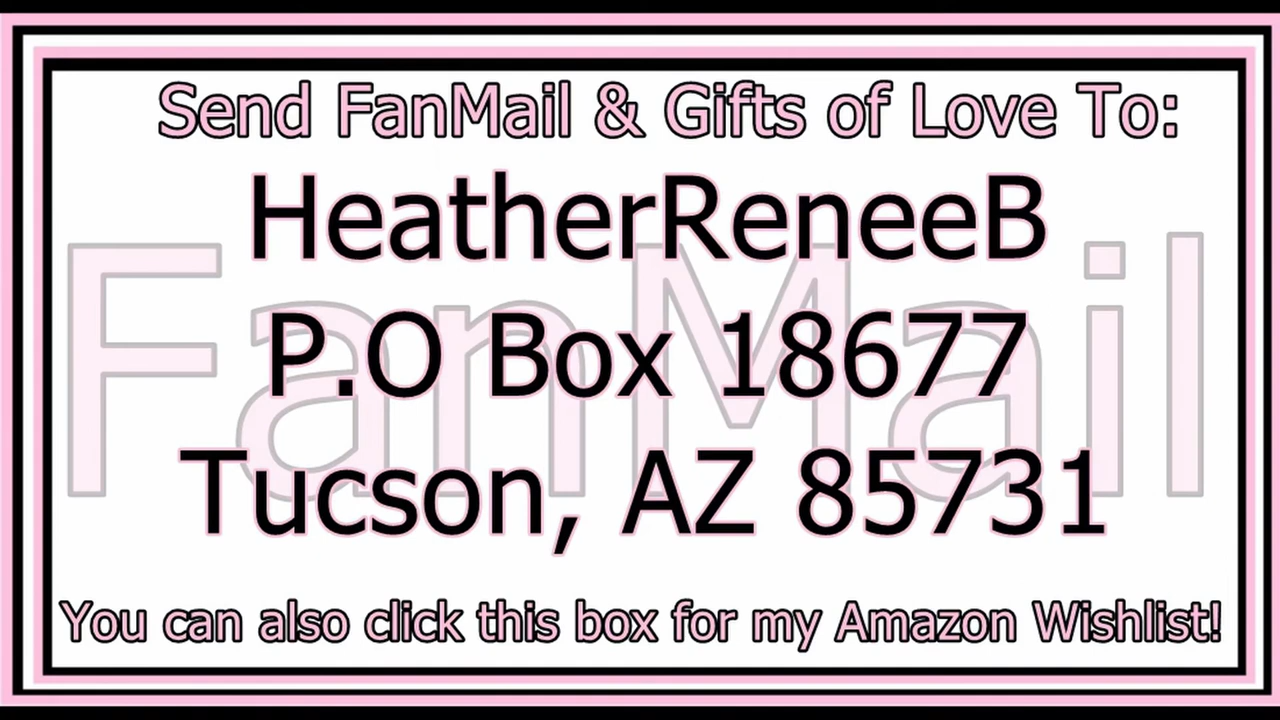 Send FanMail & Gifts of Love To:
HeatherReneeB
FanMail
P.O Box 18677
Tucson, AZ 85731
You can also click this box for my Amazon Wishlist!